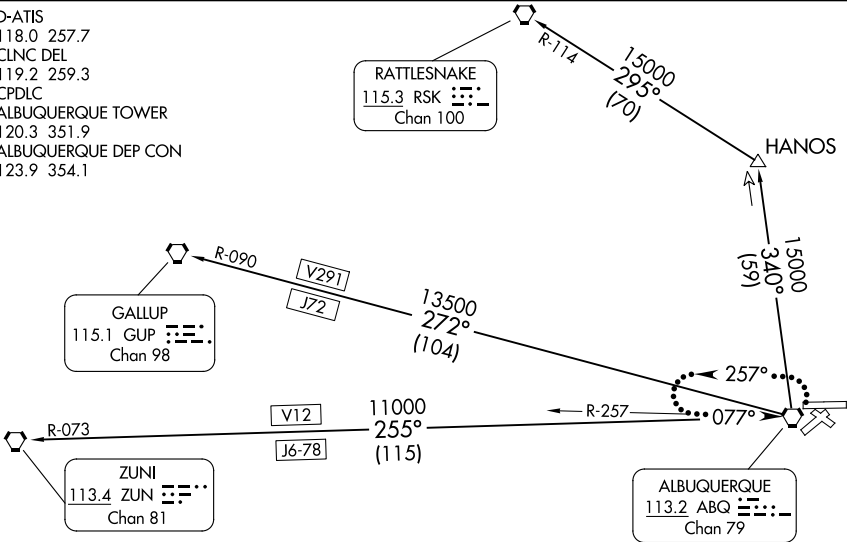 D-ATIS
118.0 257.7
CLNC DEL
119.2 259.3
CPDLC
ALBUQUERQUE TOWER
120.3 351.9
ALBUQUERQUE DEP CON
123.9 354.1
RATTLESNAKE
115.3 RSK
Chan 100
R-114
15000
295°
(70)
HANOS
15000
340°
(59)
GALLUP
115.1 GUP
Chan 98
R-090
V291
J72
13500
272°
(104)
257°
077°
R-257
R-073
V12
J6-78
11000
255°
(115)
ZUNI
113.4 ZUN
Chan 81
ALBUQUERQUE
113.2 ABQ
Chan 79